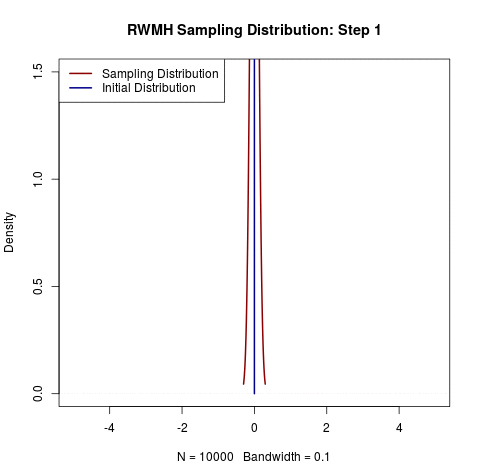 RWMH Sampling Distribution: Step 1
Sampling Distribution
Initial Distribution
Density
1.5
1.0
0.5
0.0
-4 -2 0 2 4
N = 10000 Bandwidth = 0.1